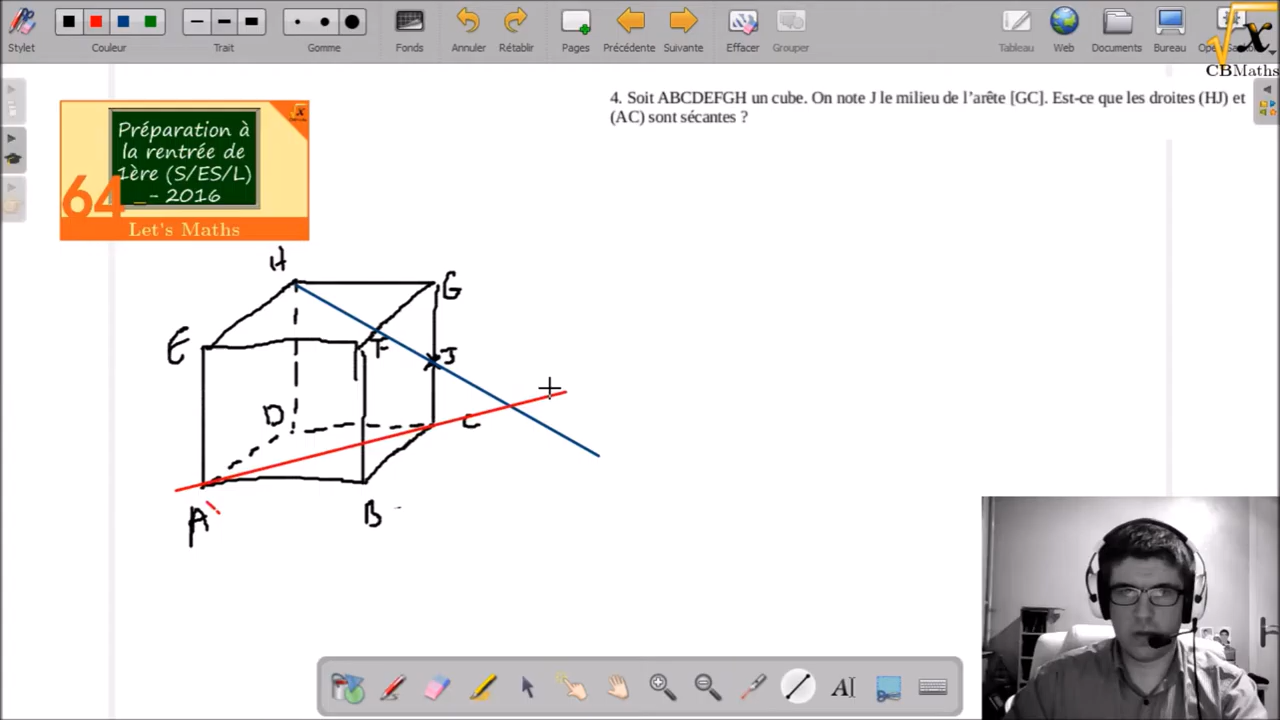 Stylet
Couleur
Trait
Gomme
Fonds
Annuler
Rétablir
Pages
Précédente
Suivante
Effacer
Grouper
Tableau
Web
Documents
Bureau
CBMaths
4. Soit ABCDEFGH un cube. On note J le milieu de l'arête [GC]. Est-ce que les droites (HJ) et
(AC) sont sécantes ?
Préparation à
la rentrée de
1ère (S/ES/L)
_- 2016
64
Let's Maths
H
G
E
F
J
D
C
A
B